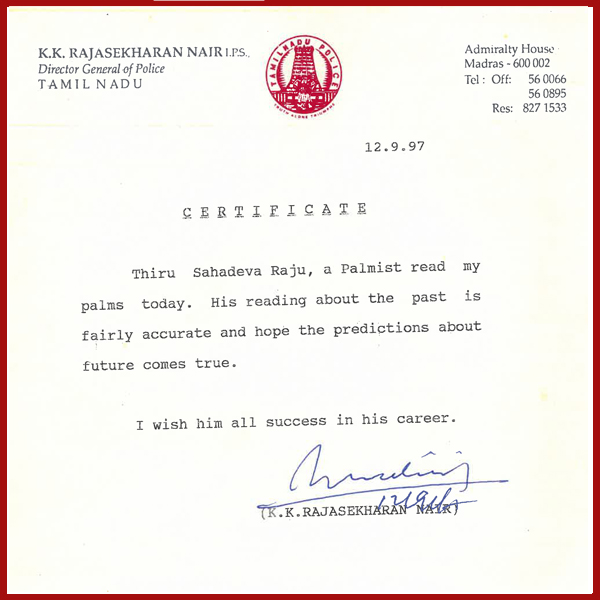 K.K. RAJASEKHARAN NAIR I.P.S.,
Director General of Police
TAMIL NADU
TAMILNADU POLICE
TRUTH ALONE TRIUMPHS
Admiralty House
Madras - 600 002
Tel : Off: 56 0066
56 0895
Res: 827 1533
12.9.97
CERTIFICATE
Thiru Sahadeva Raju, a Palmist read my
palms today. His reading about the past is
fairly accurate and hope the predictions about
future comes true.
I wish him all success in his career.
(K.K.RAJASEKHARAN NAIR)